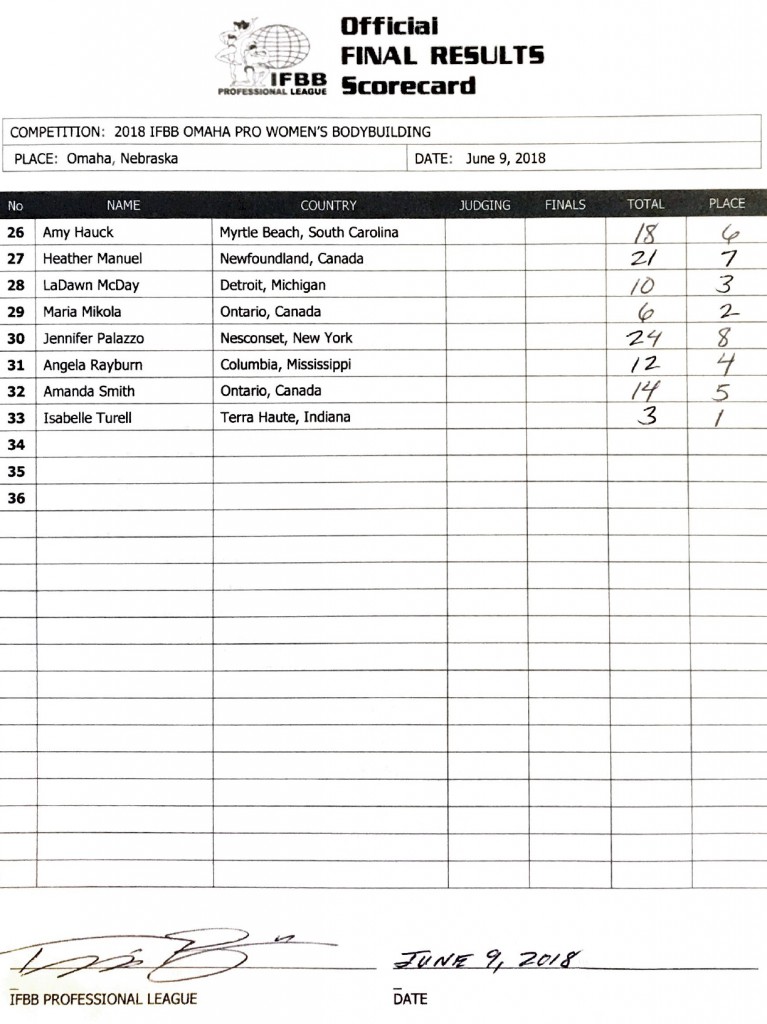 Official
FINAL RESULTS
Scorecard
IFBB
PROFESSIONAL LEAGUE
COMPETITION: 2018 IFBB OMAHA PRO WOMEN'S BODYBUILDING
PLACE: Omaha, Nebraska DATE: June 9, 2018
No NAME COUNTRY JUDGING FINALS TOTAL PLACE
26 Amy Hauck Myrtle Beach, South Carolina 18 6
27 Heather Manuel Newfoundland, Canada 21 7
28 LaDawn McDay Detroit, Michigan 10 3
29 Maria Mikola Ontario, Canada 6 2
30 Jennifer Palazzo Nesconset, New York 24 8
31 Angela Rayburn Columbia, Mississippi 12 4
32 Amanda Smith Ontario, Canada 14 5
33 Isabelle Turell Terra Haute, Indiana 3 1
34
35
36
JUNE 9, 2018
IFBB PROFESSIONAL LEAGUE DATE